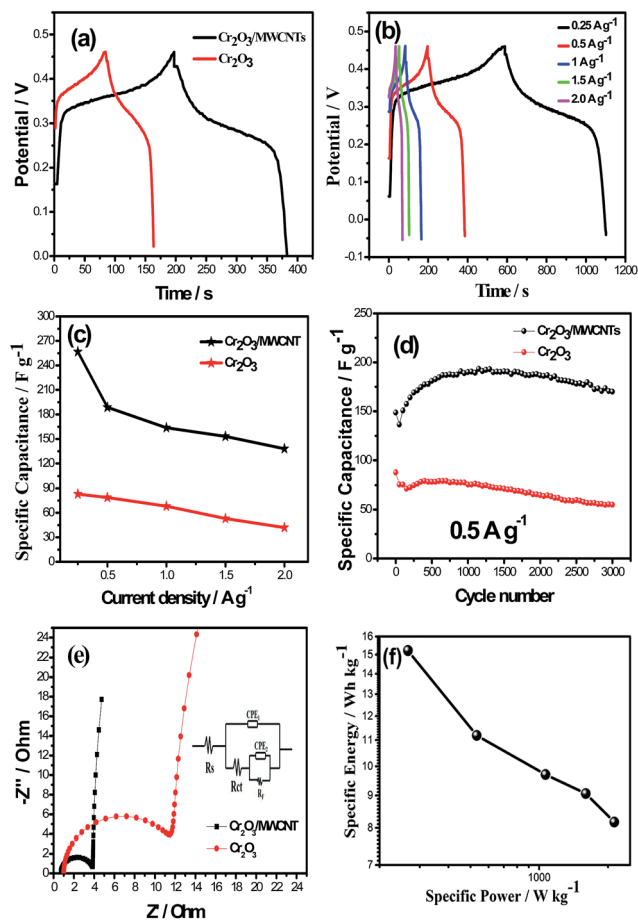 (a)
Cr2O3/MWCNTs
Cr2O3
Potential / V
0.5
0.4
0.3
0.2
0.1
0.0
0 50 100 150 200 250 300 350 400
Time / s
(b)
0.25 Ag-1
0.5 Ag-1
1 Ag-1
1.5 Ag-1
2.0 Ag-1
Potential / V
0.5
0.4
0.3
0.2
0.1
0.0
-0.1
0 200 400 600 800 1000 1200
Time / s
(c)
Cr2O3/MWCNT
Cr2O3
Specific Capacitance / F g-1
300
270
240
210
180
150
120
90
60
30
0
0.5 1.0 1.5 2.0
Current density / Ag-1
(d)
Cr2O3/MWCNTs
Cr2O3
Specific Capacitance / F g-1
250
200
150
100
50
0
0.5 Ag-1
0 500 1000 1500 2000 2500 3000
Cycle number
(e)
-Z'' / Ohm
24
22
20
18
16
14
12
10
8
6
4
2
0
CPE1
Rs
CPE2
Rct
Rf
Cr2O3/MWCNT
Cr2O3
0 2 4 6 8 10 12 14 16 18 20 22 24
Z' / Ohm
(f)
Specific Energy / Wh kg-1
16
15
14
13
12
11
10
9
8
7
1000
Specific Power / W kg-1